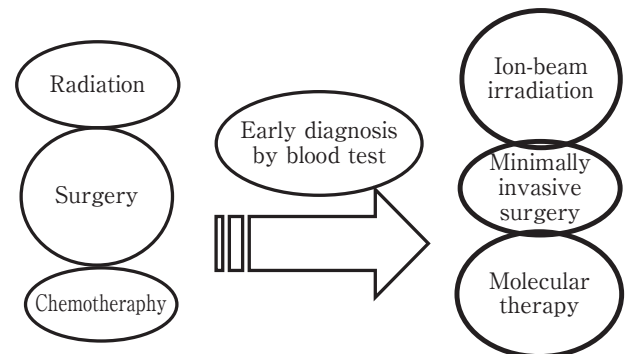 Radiation
Surgery
Chemotheraphy
Early diagnosis
by blood test
Ion-beam
irradiation
Minimally
invasive
surgery
Molecular
therapy